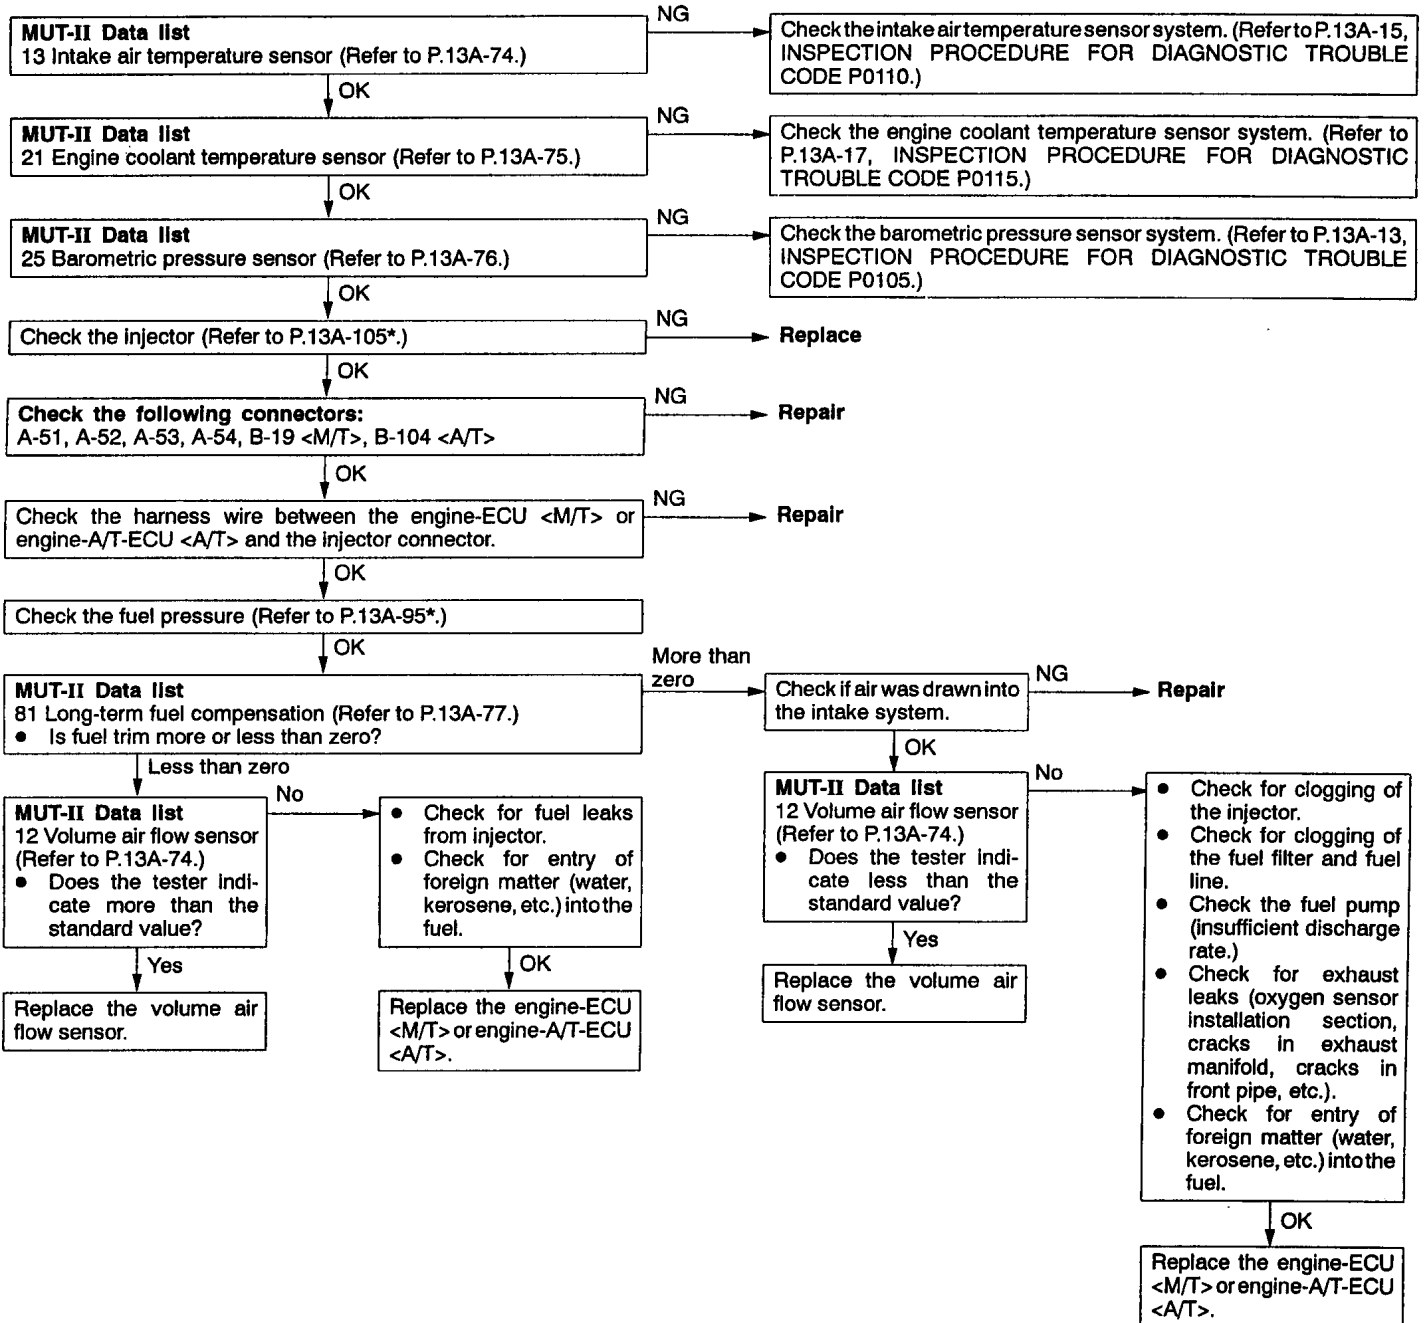 MUT-II Data list
13 Intake air temperature sensor (Refer to P.13A-74.)
NG
Check the intake air temperature sensor system. (Refer to P.13A-15,
INSPECTION PROCEDURE FOR DIAGNOSTIC TROUBLE
CODE P0110.)
OK
MUT-II Data list
21 Engine coolant temperature sensor (Refer to P.13A-75.)
NG
Check the engine coolant temperature sensor system. (Refer to
P.13A-17, INSPECTION PROCEDURE FOR DIAGNOSTIC
TROUBLE CODE P0115.)
OK
MUT-II Data list
25 Barometric pressure sensor (Refer to P.13A-76.)
NG
Check the barometric pressure sensor system. (Refer to P.13A-13,
INSPECTION PROCEDURE FOR DIAGNOSTIC TROUBLE
CODE P0105.)
OK
Check the injector (Refer to P.13A-105*.)
NG
Replace
OK
Check the following connectors:
A-51, A-52, A-53, A-54, B-19 <M/T>, B-104 <A/T>
NG
Repair
OK
Check the harness wire between the engine-ECU <M/T> or
engine-A/T-ECU <A/T> and the injector connector.
NG
Repair
OK
Check the fuel pressure (Refer to P.13A-95*.)
OK
MUT-II Data list
81 Long-term fuel compensation (Refer to P.13A-77.)
● Is fuel trim more or less than zero?
More than
zero
Check if air was drawn into
the intake system.
NG
Repair
Less than zero
OK
MUT-II Data list
12 Volume air flow sensor
(Refer to P.13A-74.)
● Does the tester indi-
cate more than the
standard value?
No
● Check for fuel leaks
from injector.
● Check for entry of
foreign matter (water,
kerosene, etc.) into the
fuel.
MUT-II Data list
12 Volume air flow sensor
(Refer to P.13A-74.)
● Does the tester indi-
cate less than the
standard value?
No
● Check for clogging of
the injector.
● Check for clogging of
the fuel filter and fuel
line.
● Check the fuel pump
(insufficient discharge
rate.)
● Check for exhaust
leaks (oxygen sensor
installation section,
cracks in exhaust
manifold, cracks in
front pipe, etc.).
● Check for entry of
foreign matter (water,
kerosene, etc.) into the
fuel.
Yes
Replace the volume air
flow sensor.
OK
Replace the engine-ECU
<M/T> or engine-A/T-ECU
<A/T>.
Yes
Replace the volume air
flow sensor.
OK
Replace the engine-ECU
<M/T> or engine-A/T-ECU
<A/T>.